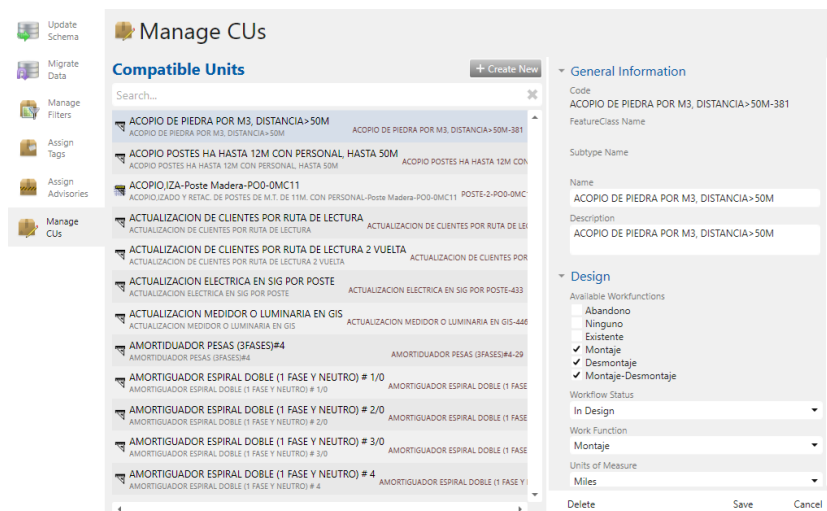 Update
Schema
Migrate
Data
Manage
Filters
Assign
Tags
Assign
Advisories
Manage
CUs
Manage CUs
Compatible Units
+ Create New
Search...
ACOPIO DE PIEDRA POR M3, DISTANCIA>50M
ACOPIO DE PIEDRA POR M3, DISTANCIA>50M ACOPIO DE PIEDRA POR M3, DISTANCIA>50M-381
ACOPIO POSTES HA HASTA 12M CON PERSONAL, HASTA 50M
ACOPIO POSTES HA HASTA 12M CON PERSONAL, HASTA 50M ACOPIO POSTES HA HASTA 12M CON
ACOPIO,IZA-Poste Madera-PO0-0MC11
ACOPIO,IZADO Y RETAC. DE POSTES DE M.T. DE 11M. CON PERSONAL-Poste Madera-PO0-0MC11 POSTE-2-PO0-0MC
ACTUALIZACION DE CLIENTES POR RUTA DE LECTURA
ACTUALIZACION DE CLIENTES POR RUTA DE LECTURA ACTUALIZACION DE CLIENTES POR RUTA DE LE
ACTUALIZACION DE CLIENTES POR RUTA DE LECTURA 2 VUELTA
ACTUALIZACION DE CLIENTES POR RUTA DE LECTURA 2 VUELTA ACTUALIZACION DE CLIENTES POR
ACTUALIZACION ELECTRICA EN SIG POR POSTE
ACTUALIZACION ELECTRICA EN SIG POR POSTE ACTUALIZACION ELECTRICA EN SIG POR POSTE-433
ACTUALIZACION MEDIDOR O LUMINARIA EN GIS
ACTUALIZACION MEDIDOR O LUMINARIA EN GIS ACTUALIZACION MEDIDOR O LUMINARIA EN GIS-446
AMORTIDUADOR PESAS (3FASES)#4
AMORTIDUADOR PESAS (3FASES)#4 AMORTIDUADOR PESAS (3FASES)#4-29
AMORTIGUADOR ESPIRAL DOBLE (1 FASE Y NEUTRO) # 1/0
AMORTIGUADOR ESPIRAL DOBLE (1 FASE Y NEUTRO) # 1/0 AMORTIGUADOR ESPIRAL DOBLE (1 FASE
AMORTIGUADOR ESPIRAL DOBLE (1 FASE Y NEUTRO) # 2/0
AMORTIGUADOR ESPIRAL DOBLE (1 FASE Y NEUTRO) # 2/0 AMORTIGUADOR ESPIRAL DOBLE (1 FASE
AMORTIGUADOR ESPIRAL DOBLE (1 FASE Y NEUTRO) # 3/0
AMORTIGUADOR ESPIRAL DOBLE (1 FASE Y NEUTRO) # 3/0 AMORTIGUADOR ESPIRAL DOBLE (1 FASE
AMORTIGUADOR ESPIRAL DOBLE (1 FASE Y NEUTRO) # 4
AMORTIGUADOR ESPIRAL DOBLE (1 FASE Y NEUTRO) # 4 AMORTIGUADOR ESPIRAL DOBLE (1 FASE Y
General Information
Code
ACOPIO DE PIEDRA POR M3, DISTANCIA>50M-381
FeatureClass Name
Subtype Name
Name
ACOPIO DE PIEDRA POR M3, DISTANCIA>50M
Description
ACOPIO DE PIEDRA POR M3, DISTANCIA>50M
Design
Available Workfunctions
Abandono
Ninguno
Existente
Montaje
Desmontaje
Montaje-Desmontaje
Workflow Status
In Design
Work Function
Montaje
Units of Measure
Miles
Delete Save Cancel